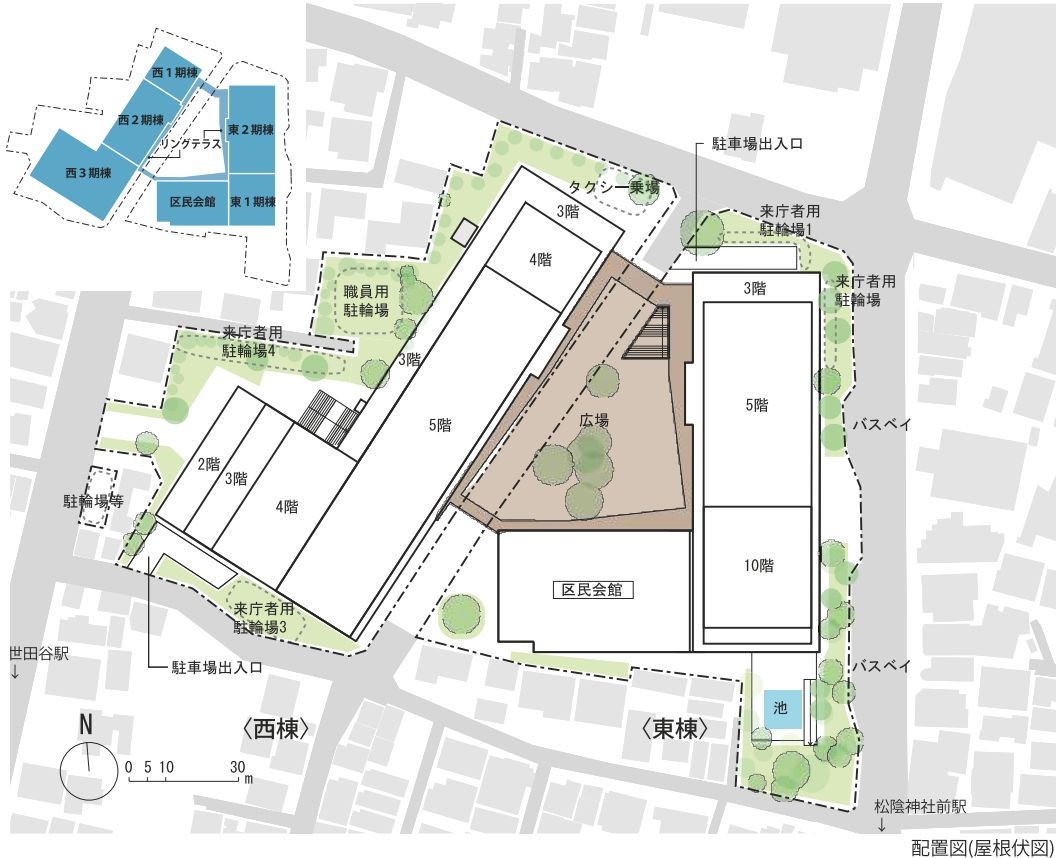 西1期棟
西2期棟
リングテラス
東2期棟
西3期棟
区民会館
東1期棟
駐車場出入口
タクシー乗場
3階
4階
来庁者用
駐輪場1
3階
来庁者用
駐輪場
職員用
駐輪場
来庁者用
駐輪場4
3階
5階
広場
5階
バスベイ
2階
3階
4階
駐輪場等
10階
区民会館
来庁者用
駐輪場3
世田谷駅
↓
駐車場出入口
バスベイ
池
N
〈西棟〉
〈東棟〉
0 5 10 30
m
松陰神社前駅
↓
配置図(屋根伏図)